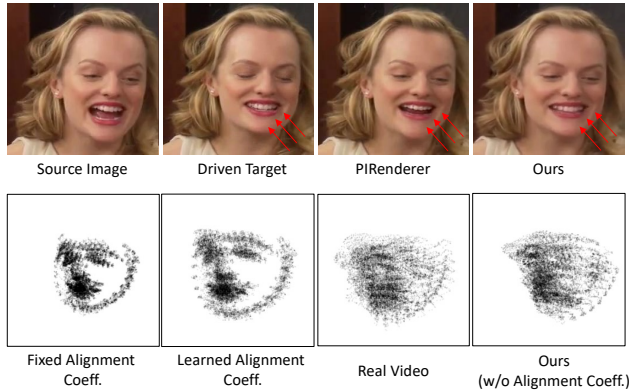 Source Image
Driven Target
PIRenderer
Ours
Fixed Alignment
Coeff.
Learned Alignment
Coeff.
Real Video
Ours
(w/o Alignment Coeff.)